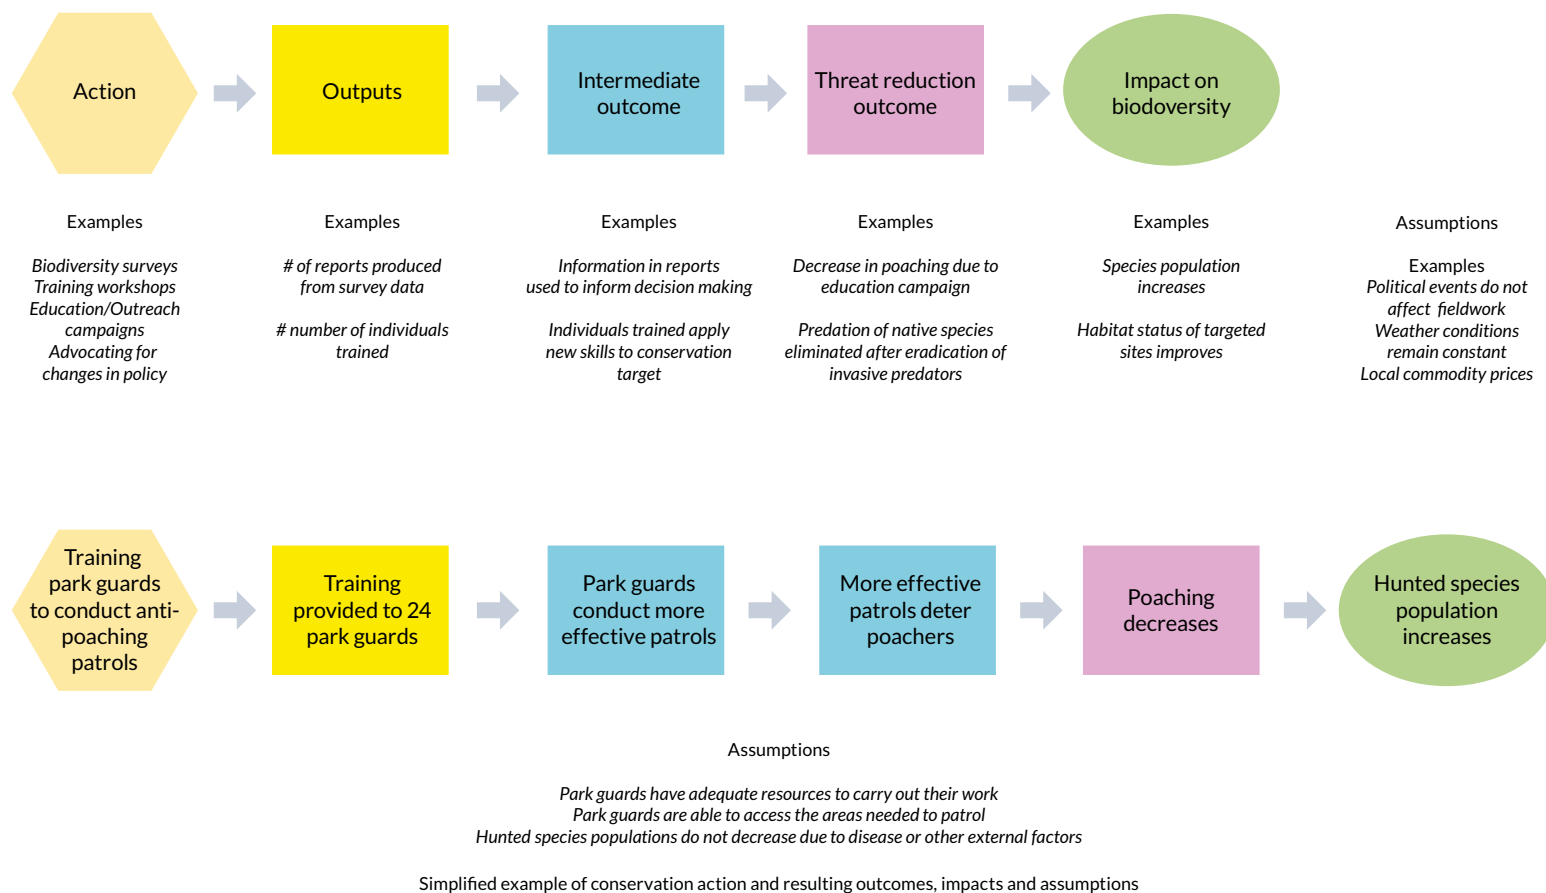 Action
Outputs
Intermediate
outcome
Threat reduction
outcome
Impact on
biodoversity
Examples
Biodiversity surveys
Training workshops
Education/Outreach
campaigns
Advocating for
changes in policy
Examples
# of reports produced
from survey data
# number of individuals
trained
Examples
Information in reports
used to inform decision making
Individuals trained apply
new skills to conservation
target
Examples
Decrease in poaching due to
education campaign
Predation of native species
eliminated after eradication of
invasive predators
Examples
Species population
increases
Habitat status of targeted
sites improves
Assumptions
Examples
Political events do not
affect fieldwork
Weather conditions
remain constant
Local commodity prices
Training
park guards
to conduct anti-
poaching
patrols
Training
provided to 24
park guards
Park guards
conduct more
effective patrols
More effective
patrols deter
poachers
Poaching
decreases
Hunted species
population
increases
Assumptions
Park guards have adequate resources to carry out their work
Park guards are able to access the areas needed to patrol
Hunted species populations do not decrease due to disease or other external factors
Simplified example of conservation action and resulting outcomes, impacts and assumptions